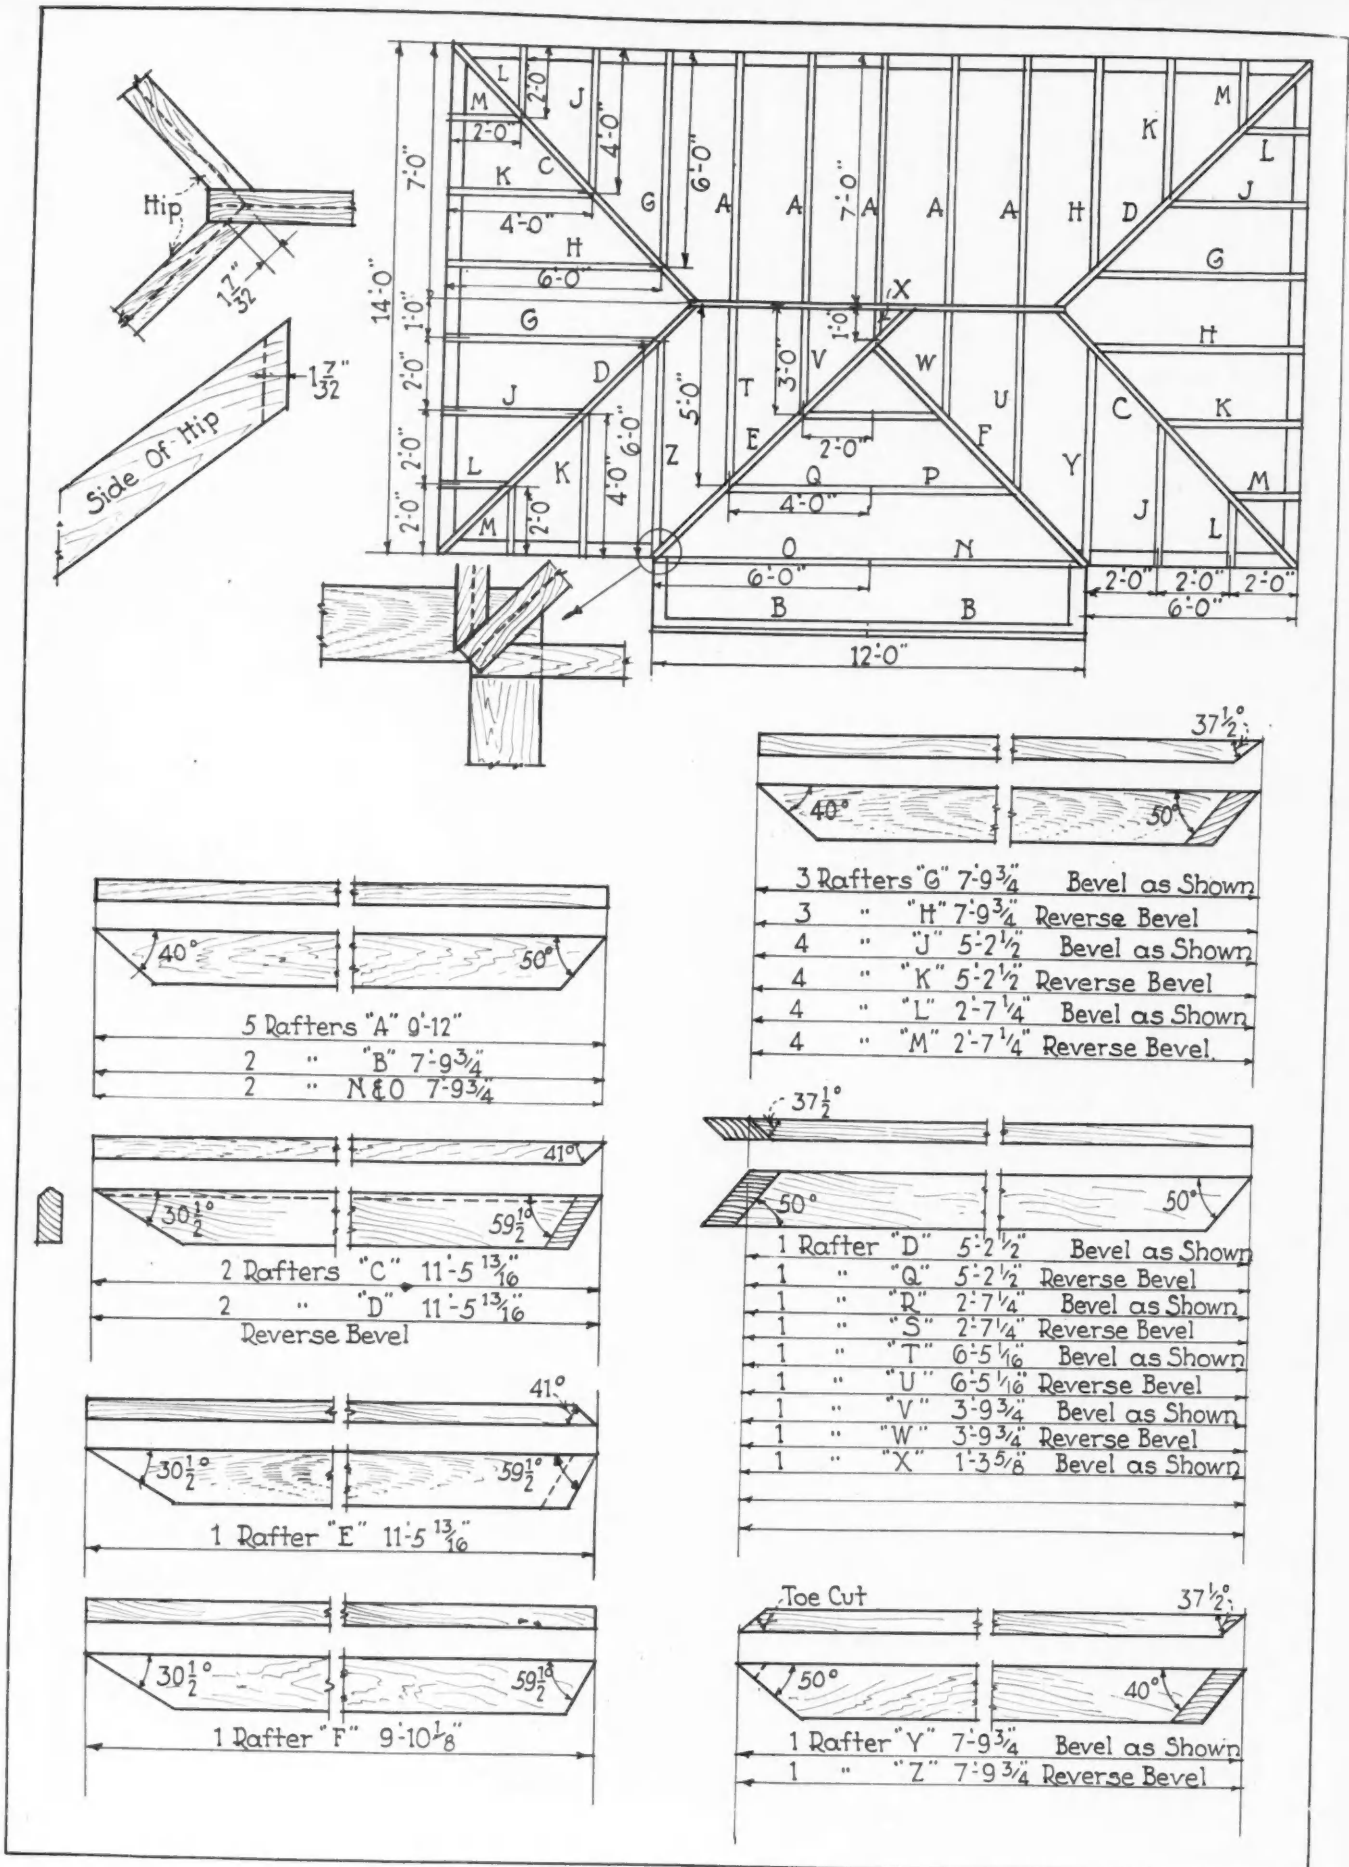 L
M
2'-0"
2'-0"
J
4'-0"
C
K
4'-0"
G
6'-0"
H
6'-0"
G
A
A
7'-0"
A
A
A
H
D
K
M
L
J
G
H
K
M
7'-0"
14'-0"
1'-0"
2'-0"
2'-0"
2'-0"
Hip
1 7/32"
1 7/32"
Side Of Hip
X
1'-0"
V
W
3'-0"
5'-0"
T
U
E
F
2'-0"
Q
P
4'-0"
D
J
L
K
M
2'-0"
4'-0"
6'-0"
Z
Y
C
J
L
O
N
6'-0"
B
B
12'-0"
2'-0"
2'-0"
2'-0"
6'-0"
37 1/2°
40°
50°
3 Rafters "G" 7'-9 3/4 Bevel as Shown
3 " "H" 7'-9 3/4" Reverse Bevel
4 " "J" 5'-2 1/2" Bevel as Shown
4 " "K" 5'-2 1/2" Reverse Bevel
4 " "L" 2'-7 1/4" Bevel as Shown
4 " "M" 2'-7 1/4" Reverse Bevel.
40°
50°
5 Rafters "A" 9'-12"
2 " "B" 7'-9 3/4"
2 " N & O 7'-9 3/4"
41°
30 1/2°
59 1/2°
2 Rafters "C" 11'-5 13/16"
2 " "D" 11'-5 13/16"
Reverse Bevel
41°
30 1/2°
59 1/2°
1 Rafter "E" 11'-5 13/16"
30 1/2°
59 1/2°
1 Rafter "F" 9'-10 1/8"
37 1/2°
50°
50°
1 Rafter "D" 5'-2 1/2" Bevel as Shown
1 " "Q" 5'-2 1/2" Reverse Bevel
1 " "R" 2'-7 1/4" Bevel as Shown
1 " "S" 2'-7 1/4" Reverse Bevel
1 " "T" 6'-5 1/16" Bevel as Shown
1 " "U" 6'-5 1/16" Reverse Bevel
1 " "V" 3'-9 3/4" Bevel as Shown
1 " "W" 3'-9 3/4" Reverse Bevel
1 " "X" 1'-3 5/8" Bevel as Shown
Toe Cut
37 1/2°
50°
40°
1 Rafter "Y" 7'-9 3/4" Bevel as Shown
1 " "Z" 7'-9 3/4 Reverse Bevel